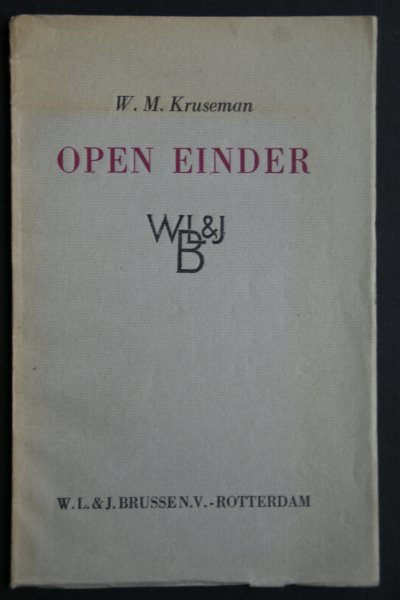 W. M. Kruseman
OPEN EINDER
WL&J
B
W. L. & J. BRUSSE N.V. - ROTTERDAM